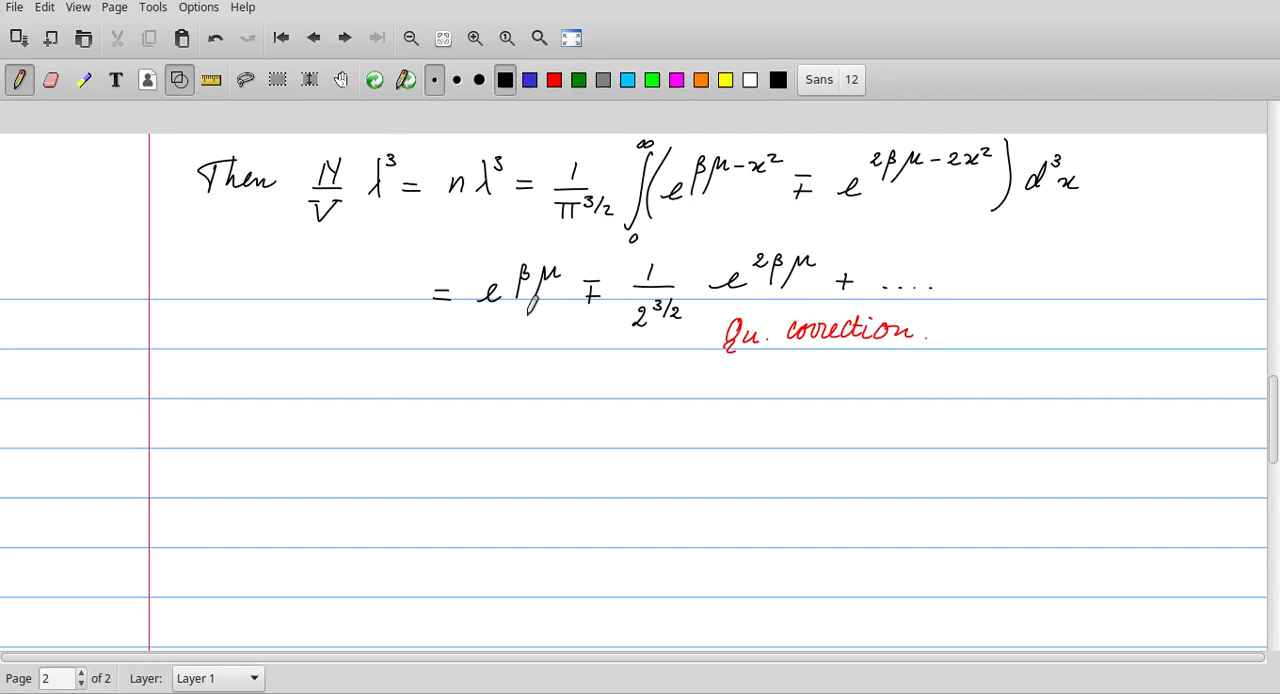 File Edit View Page Tools Options Help
T Sans 12
Then N/V λ³ = nλ³ = 1/π^{3/2} ∫₀^∞ (e^{βμ - x²} ∓ e^{2βμ - 2x²}) d³x
= e^{βμ} ∓ 1/2^{3/2} e^{2βμ} + ....
Qu. correction.
Page 2 of 2 Layer: Layer 1